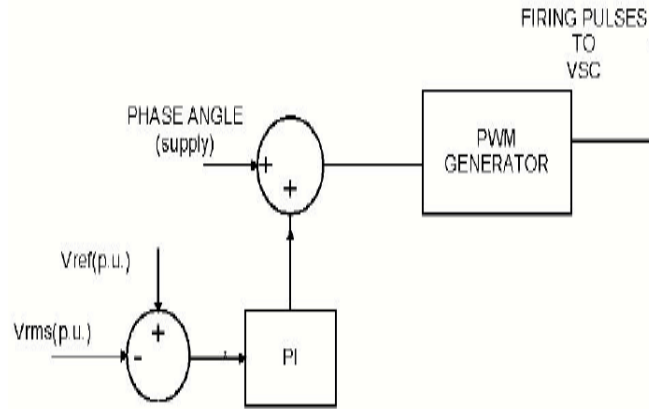 FIRING PULSES
TO
VSC
PHASE ANGLE
(supply)
+
+
PWM
GENERATOR
Vref(p.u.)
Vrms(p.u.)
+
-
PI